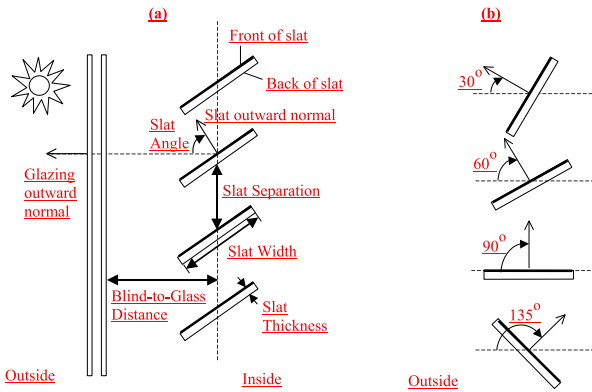 (a)
Front of slat
Back of slat
Slat outward normal
Slat
Angle
Glazing
outward
normal
Slat Separation
Slat Width
Blind-to-Glass
Distance
Slat
Thickness
Outside
Inside
(b)
30°
60°
90°
135°
Outside